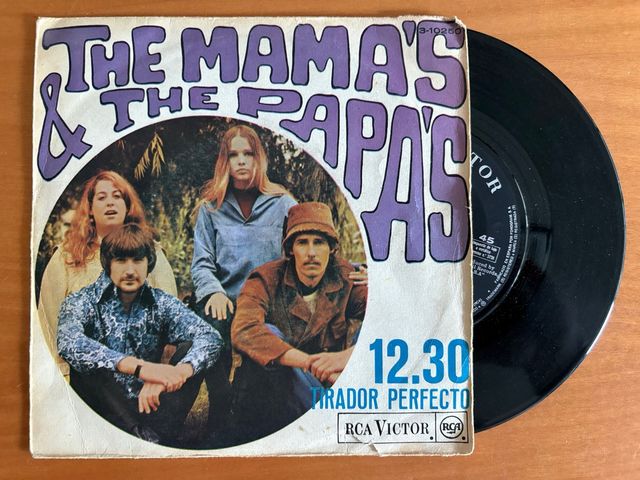 3-10250
THE MAMA'S
& THE PAPA'S
12.30
TIRADOR PERFECTO
RCA VICTOR
RCA
VICTOR
45